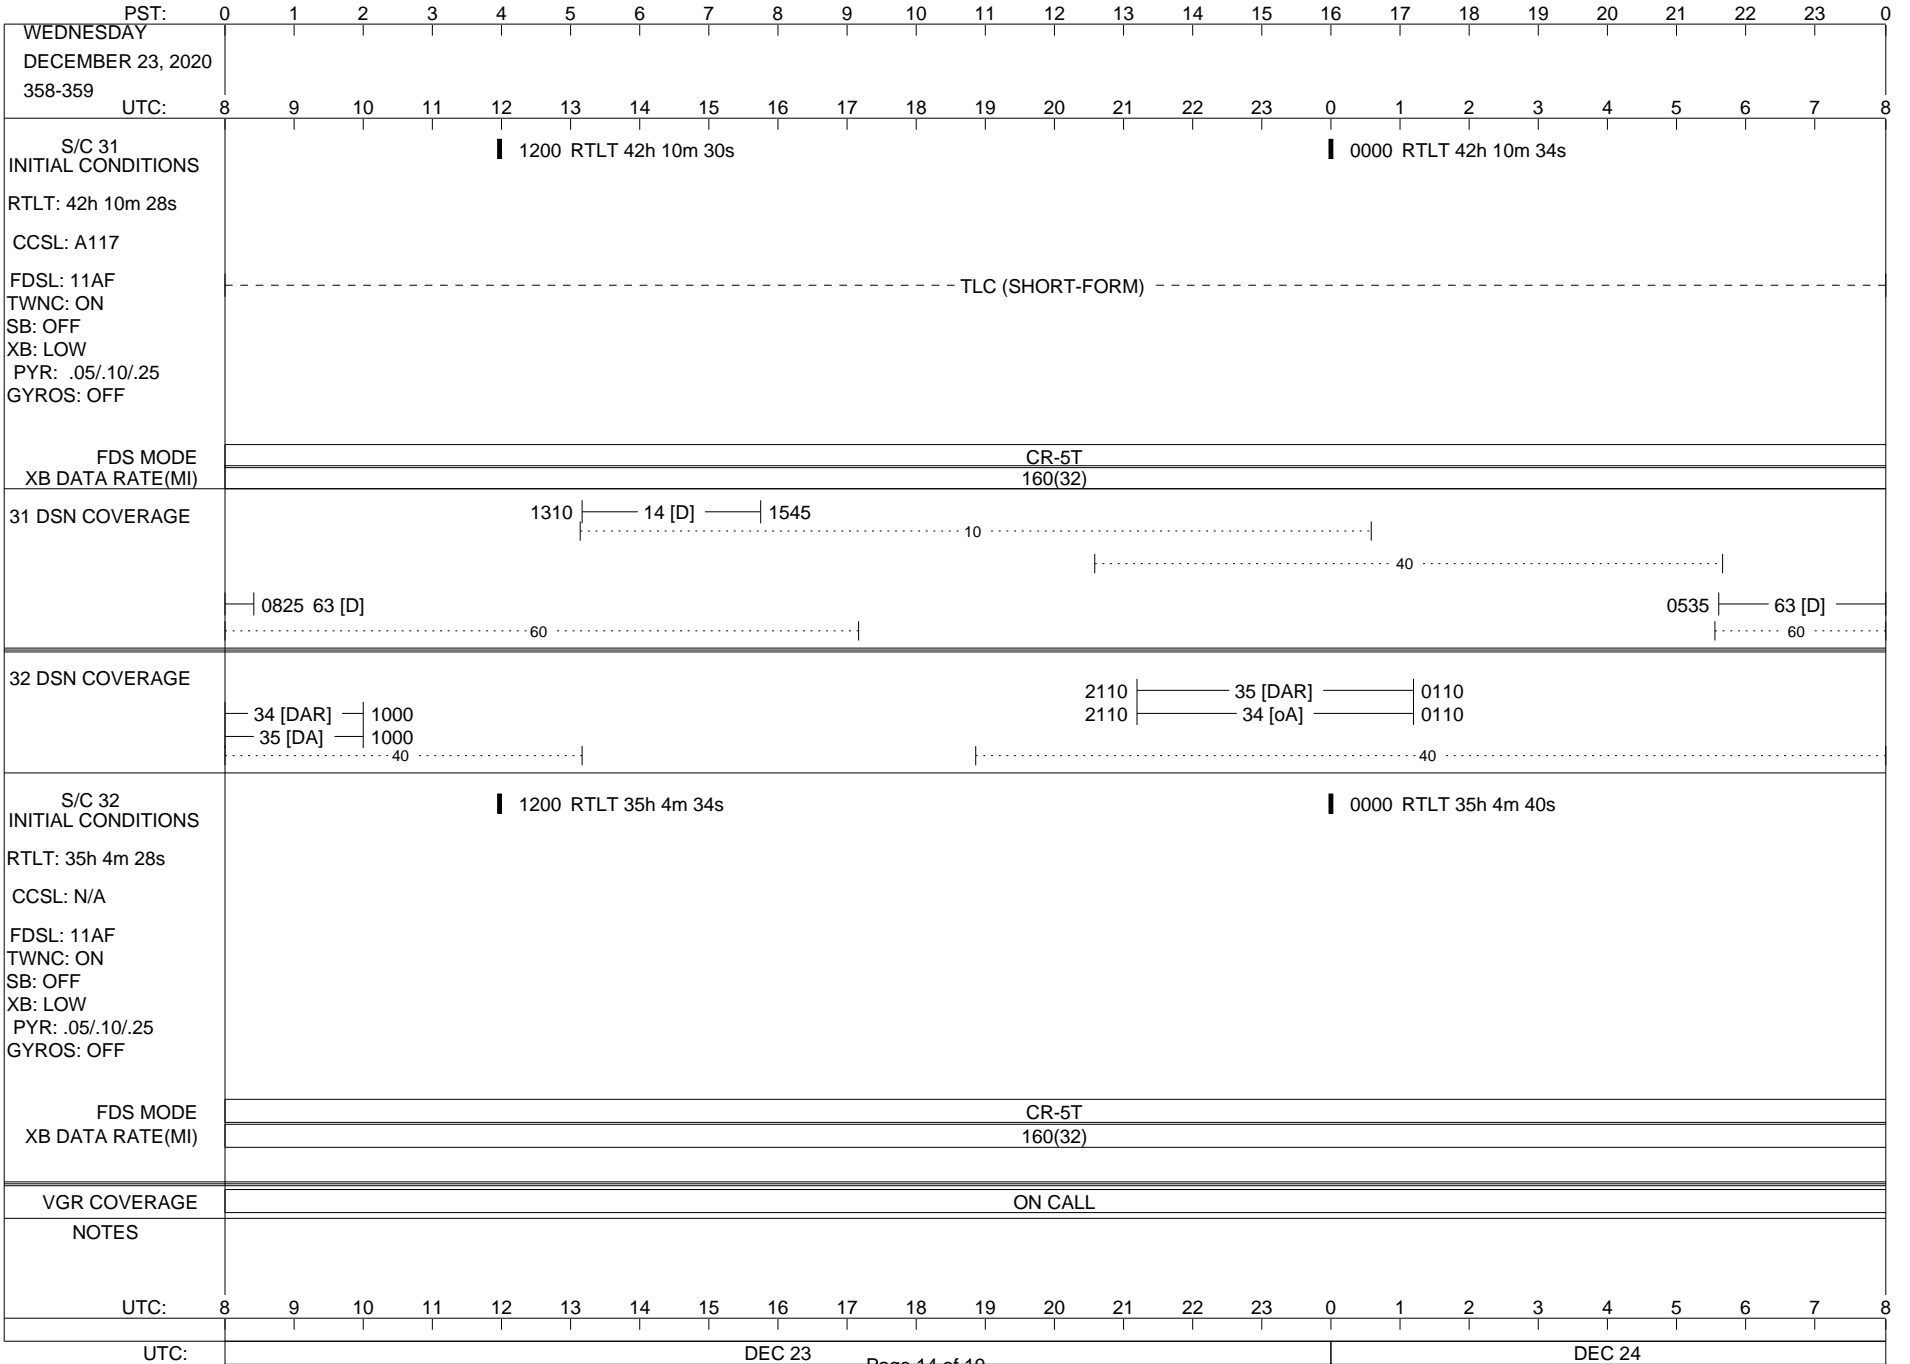 PST: 0 1 2 3 4 5 6 7 8 9 10 11 12 13 14 15 16 17 18 19 20 21 22 23 0
WEDNESDAY
DECEMBER 23, 2020
358-359
UTC: 8 9 10 11 12 13 14 15 16 17 18 19 20 21 22 23 0 1 2 3 4 5 6 7 8
S/C 31
INITIAL CONDITIONS
1200 RTLT 42h 10m 30s
0000 RTLT 42h 10m 34s
RTLT: 42h 10m 28s
CCSL: A117
FDSL: 11AF
TLC (SHORT-FORM)
TWNC: ON
SB: OFF
XB: LOW
PYR: .05/.10/.25
GYROS: OFF
FDS MODE CR-5T
XB DATA RATE(MI) 160(32)
31 DSN COVERAGE
1310 14 [D] 1545
10
40
0825 63 [D]
0535 63 [D]
60
60
32 DSN COVERAGE
2110 35 [DAR] 0110
34 [DAR] 1000
2110 34 [oA] 0110
35 [DA] 1000
40
40
S/C 32
INITIAL CONDITIONS
1200 RTLT 35h 4m 34s
0000 RTLT 35h 4m 40s
RTLT: 35h 4m 28s
CCSL: N/A
FDSL: 11AF
TWNC: ON
SB: OFF
XB: LOW
PYR: .05/.10/.25
GYROS: OFF
FDS MODE CR-5T
XB DATA RATE(MI) 160(32)
VGR COVERAGE ON CALL
NOTES
UTC: 8 9 10 11 12 13 14 15 16 17 18 19 20 21 22 23 0 1 2 3 4 5 6 7 8
UTC: DEC 23 DEC 24
Page 14 of 19